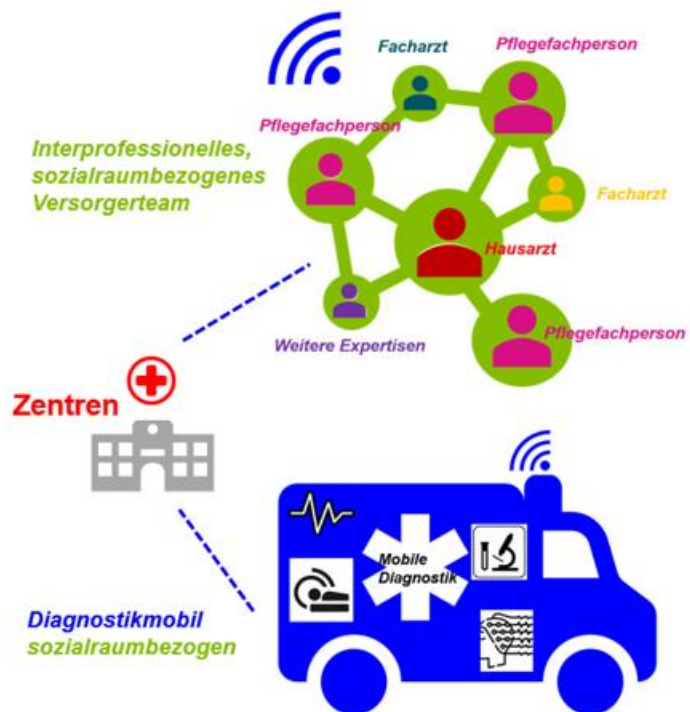 Facharzt
Pflegefachperson
Pflegefachperson
Interprofessionelles,
sozialraumbezogenes
Versorgerteam
Facharzt
Hausarzt
Pflegefachperson
Weitere Expertisen
Zentren
Mobile
Diagnostik
Diagnostikmobil
sozialraumbezogen